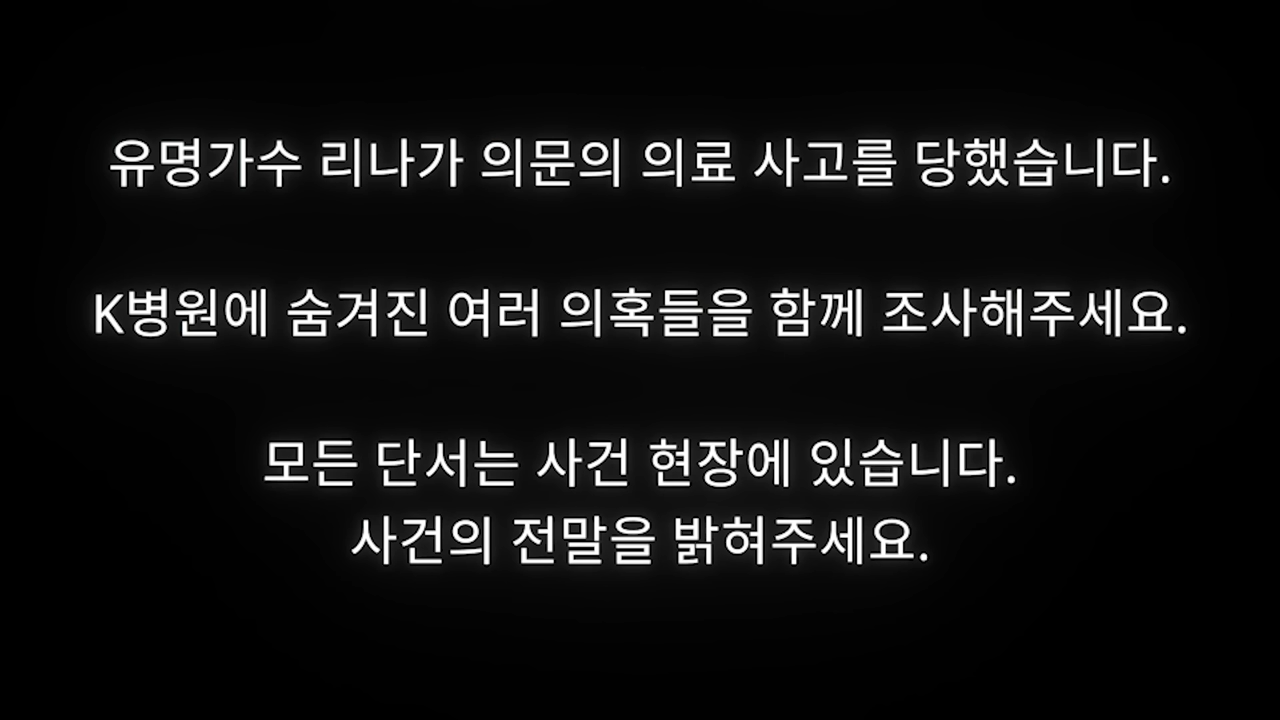 유명가수 리나가 의문의 의료 사고를 당했습니다.
K병원에 숨겨진 여러 의혹들을 함께 조사해주세요.
모든 단서는 사건 현장에 있습니다.
사건의 전말을 밝혀주세요.